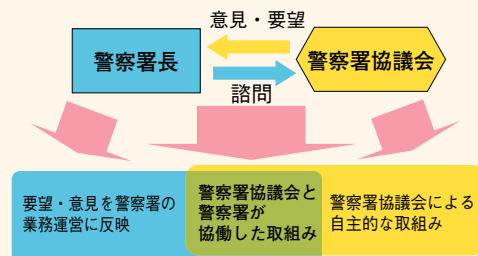 意見・要望
警察署長
警察署協議会
諮問
要望・意見を警察署の
業務運営に反映
警察署協議会と
警察署が
協働した取組み
警察署協議会による
自主的な取組み